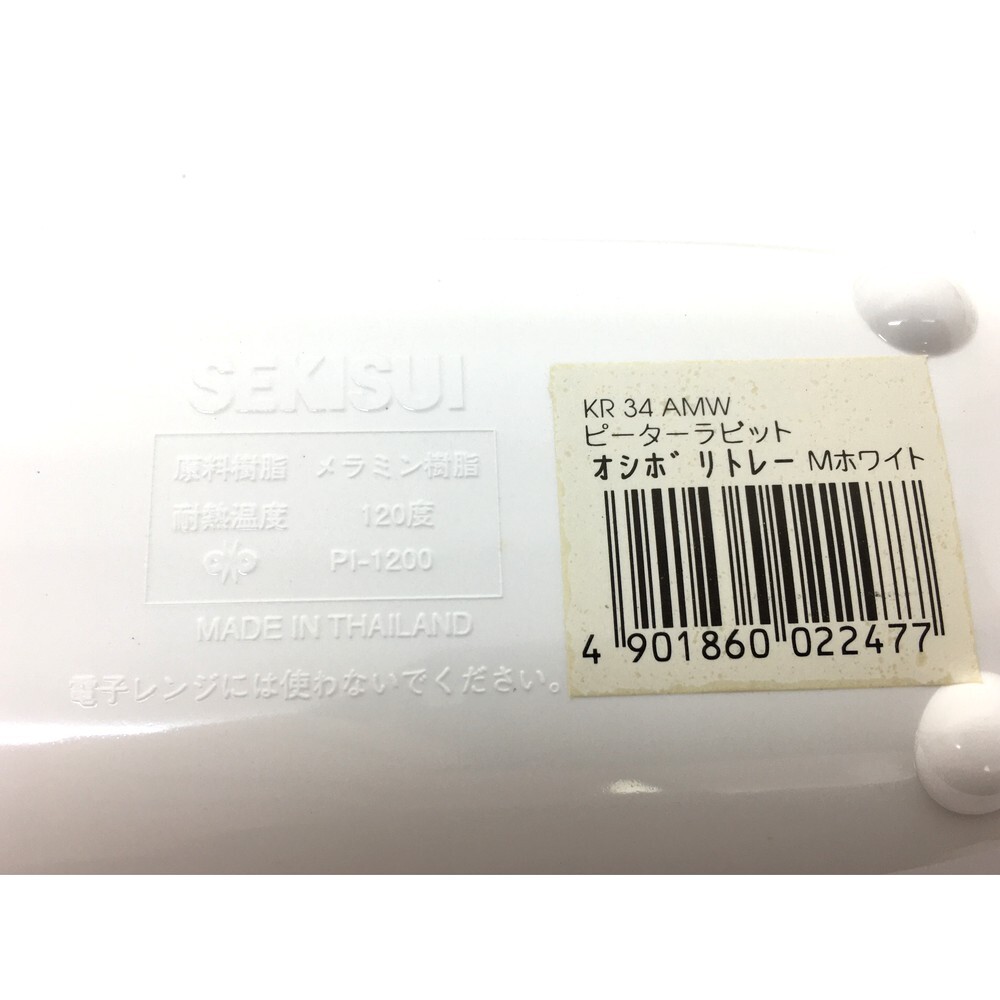 SEKISUI
原料樹脂 メラミン樹脂
耐熱温度 120度
PI-1200
MADE IN THAILAND
電子レンジには使わないでください。
KR 34 AMW
ピーターラビット
オシボリトレー Mホワイト
4 901860 022477